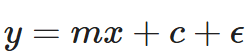 y = mx + c + ϵ